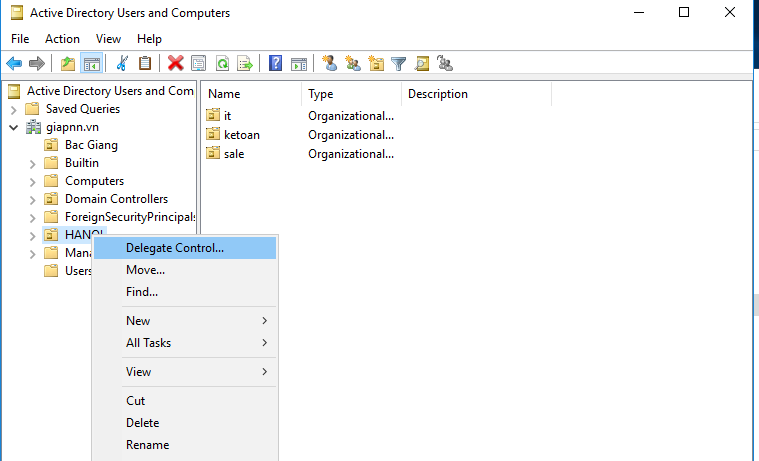 Active Directory Users and Computers
File Action View Help
Active Directory Users and Com
Saved Queries
giapnn.vn
Bac Giang
Builtin
Computers
Domain Controllers
ForeignSecurityPrincipals
HANOI
Mana
Users
Name Type Description
it Organizational...
ketoan Organizational...
sale Organizational...
Delegate Control...
Move...
Find...
New
All Tasks
View
Cut
Delete
Rename